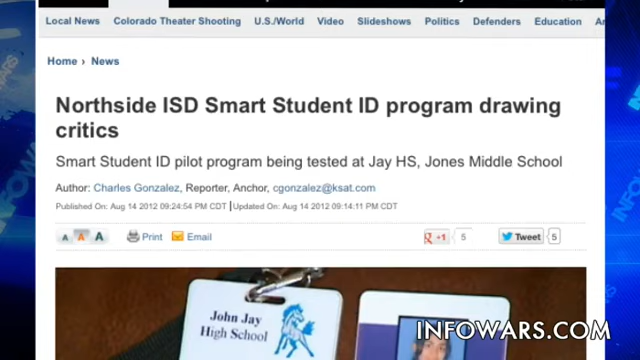 Local News Colorado Theater Shooting U.S./World Video Slideshows Politics Defenders Education
Home › News
Northside ISD Smart Student ID program drawing
critics
Smart Student ID pilot program being tested at Jay HS, Jones Middle School
Author: Charles Gonzalez, Reporter, Anchor, cgonzalez@ksat.com
Published On: Aug 14 2012 09:24:54 PM CDT | Updated On: Aug 14 2012 09:14:11 PM CDT
A A A Print Email g +1 5 Tweet 5
John Jay
High School
INFOWARS
INFOWARS
INFOWARS.COM